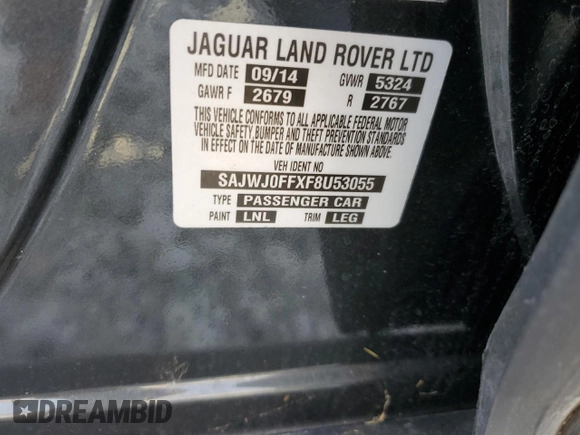 JAGUAR LAND ROVER LTD
MFD DATE 09/14 GVWR 5324
GAWR F 2679 R 2767
THIS VEHICLE CONFORMS TO ALL APPLICABLE FEDERAL MOTOR
VEHICLE SAFETY, BUMPER AND THEFT PREVENTION STANDARDS
IN EFFECT ON THE DATE OF MANUFACTURE SHOWN ABOVE.
VEH IDENT NO
SAJWJ0FFXF8U53055
TYPE PASSENGER CAR
PAINT LNL TRIM LEG
DREAMBID